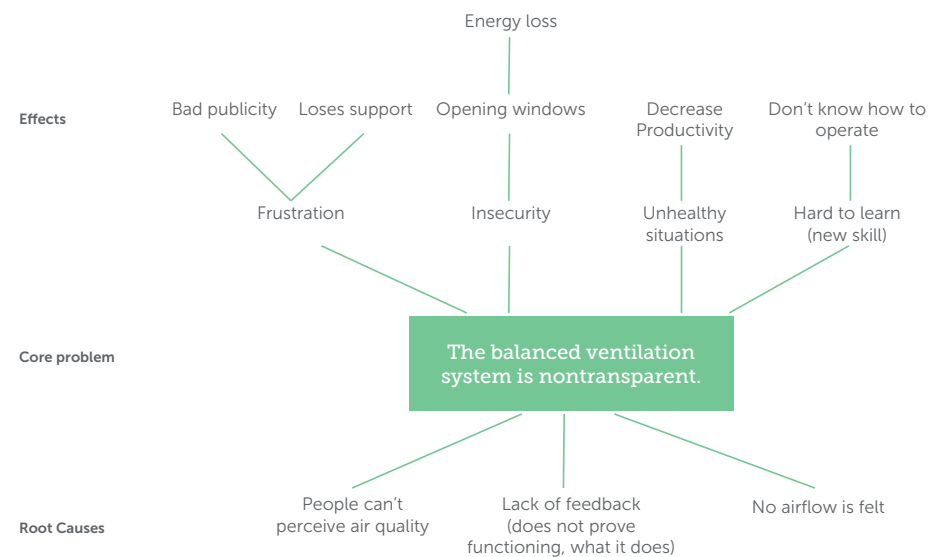 Energy loss
Effects
Bad publicity
Loses support
Opening windows
Decrease
Productivity
Don't know how to
operate
Frustration
Insecurity
Unhealthy
situations
Hard to learn
(new skill)
Core problem
The balanced ventilation
system is nontransparent.
Root Causes
People can't
perceive air quality
Lack of feedback
(does not prove
functioning, what it does)
No airflow is felt